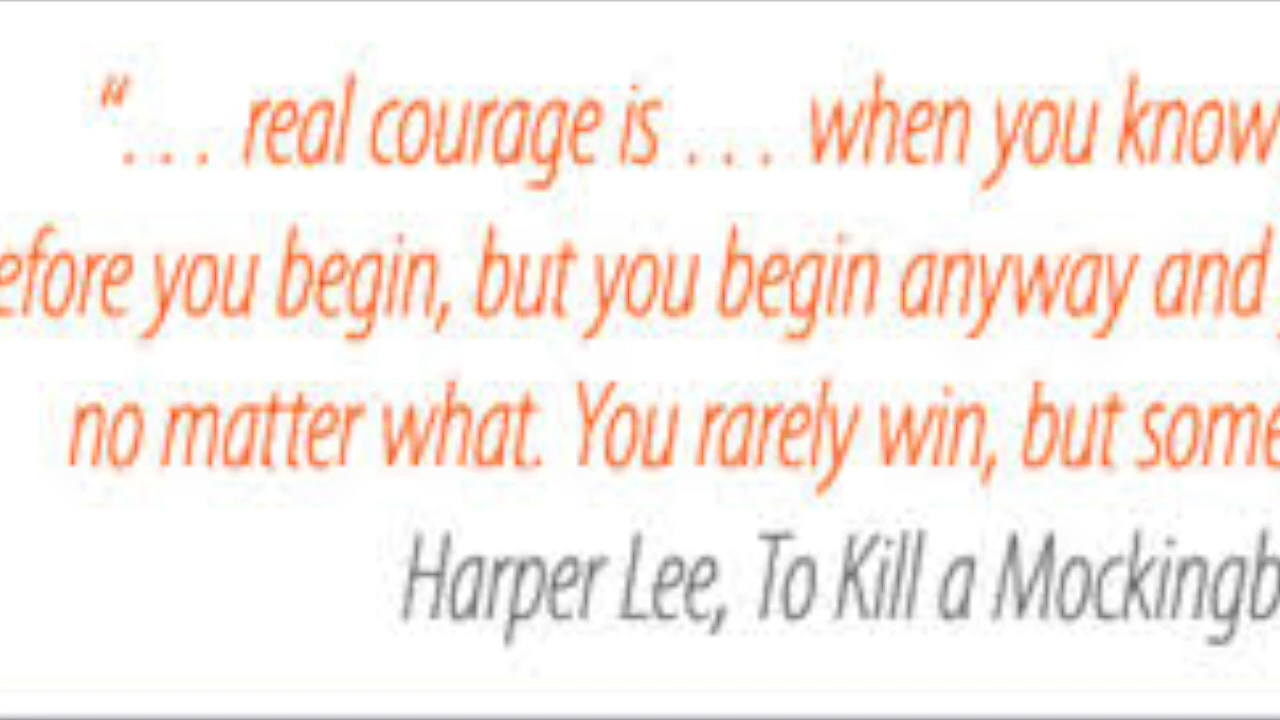 “. . . real courage is . . . when you know
efore you begin, but you begin anyway and
no matter what. You rarely win, but some
Harper Lee, To Kill a Mockingb